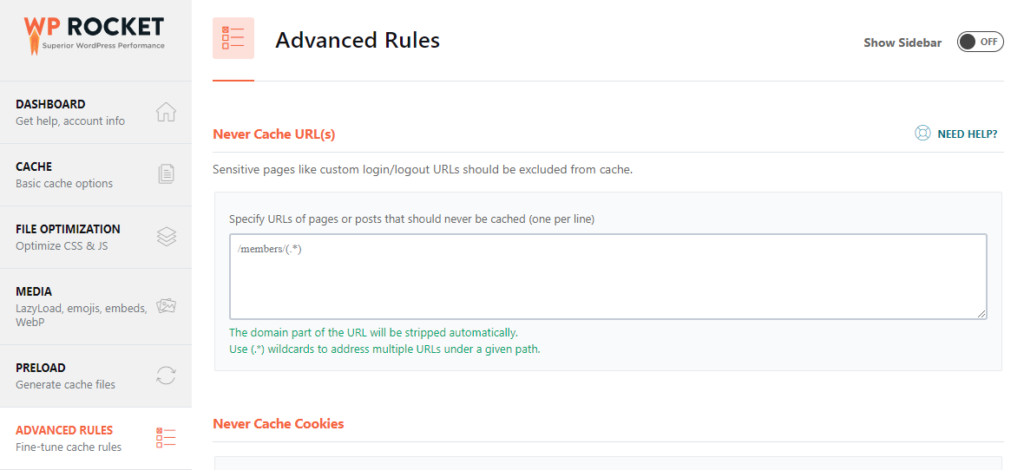 WP ROCKET
Superior WordPress Performance
Advanced Rules
Show Sidebar
OFF
DASHBOARD
Get help, account info
CACHE
Basic cache options
FILE OPTIMIZATION
Optimize CSS & JS
MEDIA
LazyLoad, emojis, embeds,
WebP
PRELOAD
Generate cache files
ADVANCED RULES
Fine-tune cache rules
Never Cache URL(s)
NEED HELP?
Sensitive pages like custom login/logout URLs should be excluded from cache.
Specify URLs of pages or posts that should never be cached (one per line)
/members/(.*)
The domain part of the URL will be stripped automatically.
Use (.*) wildcards to address multiple URLs under a given path.
Never Cache Cookies